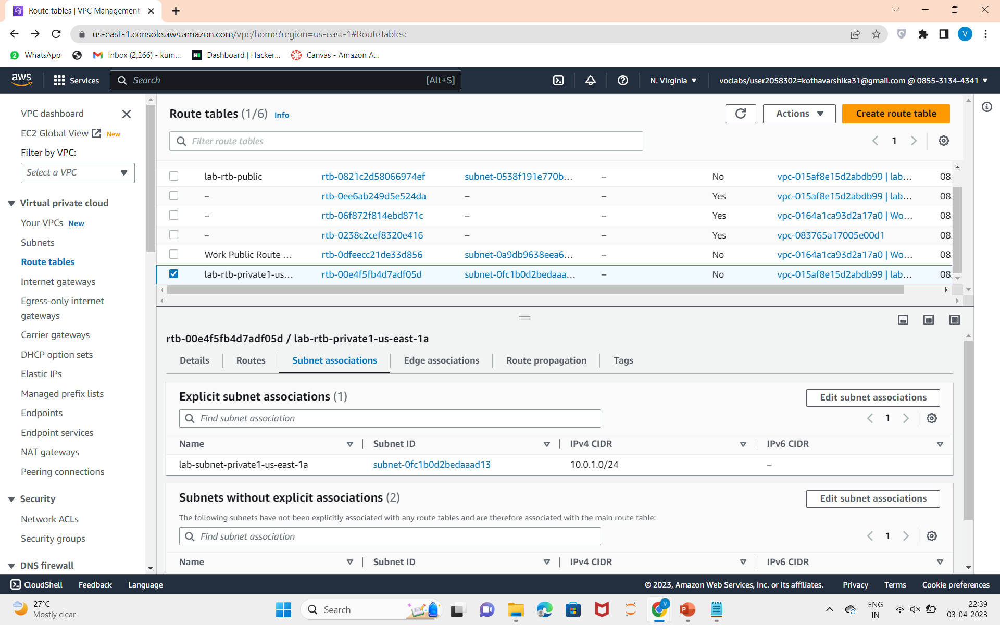 Route tables | VPC Management
us-east-1.console.aws.amazon.com/vpc/home?region=us-east-1#RouteTables:
V
2 WhatsApp
Inbox (2,266) - kum...
Dashboard | Hacker...
Canvas - Amazon A...
aws
Services
Search [Alt+S]
N. Virginia
voclabs/user2058302=kothavarshika31@gmail.com @ 0855-3134-4341
VPC dashboard
EC2 Global View New
Filter by VPC:
Select a VPC
Virtual private cloud
Your VPCs New
Subnets
Route tables
Internet gateways
Egress-only internet
gateways
Carrier gateways
DHCP option sets
Elastic IPs
Managed prefix lists
Endpoints
Endpoint services
NAT gateways
Peering connections
Security
Network ACLs
Security groups
DNS firewall
Route tables (1/6) Info
Actions
Create route table
Filter route tables
1
lab-rtb-public rtb-0821c2d58066974ef subnet-0538f191e770b... – No vpc-015af8e15d2abdb99 | lab... 085
– rtb-0ee6ab249d5e524da – – Yes vpc-015af8e15d2abdb99 | lab... 085
– rtb-06f872f814ebd871c – – Yes vpc-0164a1ca93d2a17a0 | Wo... 085
– rtb-0238c2cef8320e416 – – Yes vpc-083765a17005e00d1 085
Work Public Route ... rtb-0dfeecc21de33d856 subnet-0a9db9638eea6... – No vpc-0164a1ca93d2a17a0 | Wo... 085
lab-rtb-private1-us... rtb-00e4f5fb4d7adf05d subnet-0fc1b0d2bedaaa... – No vpc-015af8e15d2abdb99 | lab... 085
rtb-00e4f5fb4d7adf05d / lab-rtb-private1-us-east-1a
Details Routes Subnet associations Edge associations Route propagation Tags
Explicit subnet associations (1)
Edit subnet associations
Find subnet association
1
Name Subnet ID IPv4 CIDR IPv6 CIDR
lab-subnet-private1-us-east-1a subnet-0fc1b0d2bedaaad13 10.0.1.0/24 –
Subnets without explicit associations (2)
Edit subnet associations
The following subnets have not been explicitly associated with any route tables and are therefore associated with the main route table:
Find subnet association
1
Name Subnet ID IPv4 CIDR IPv6 CIDR
CloudShell Feedback Language
© 2023, Amazon Web Services, Inc. or its affiliates. Privacy Terms Cookie preferences
27°C
Mostly clear
Search
ENG
IN
22:39
03-04-2023